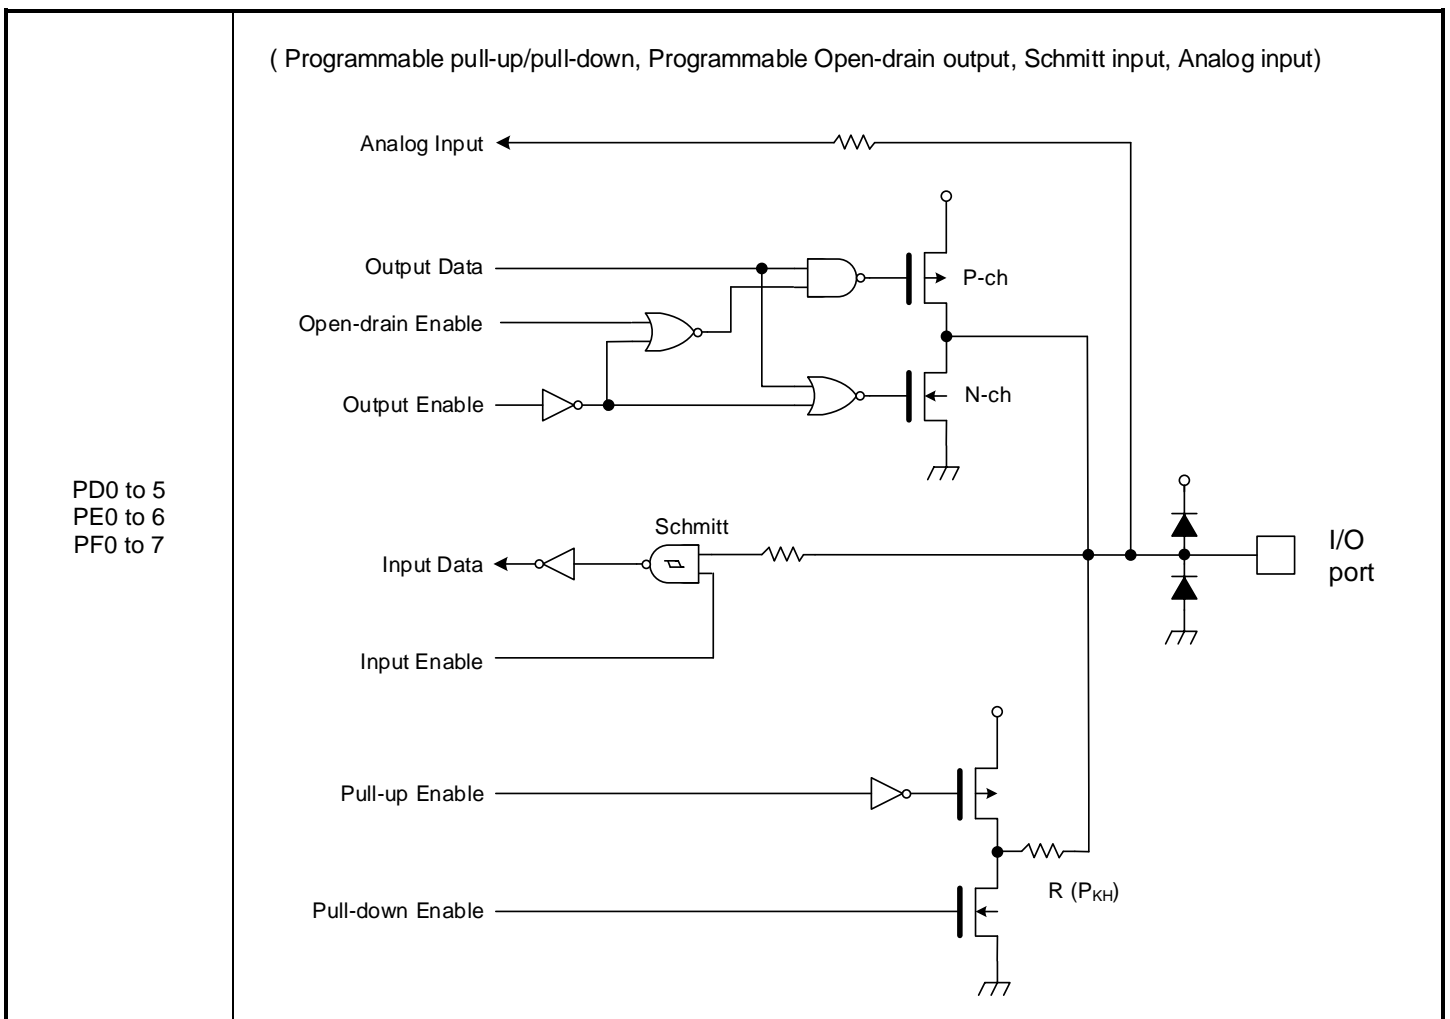 ( Programmable pull-up/pull-down, Programmable Open-drain output, Schmitt input, Analog input)
Analog Input
Output Data
P-ch
Open-drain Enable
N-ch
Output Enable
PD0 to 5
PE0 to 6
PF0 to 7
Schmitt
I/O
port
Input Data
Input Enable
Pull-up Enable
R (PKH)
Pull-down Enable